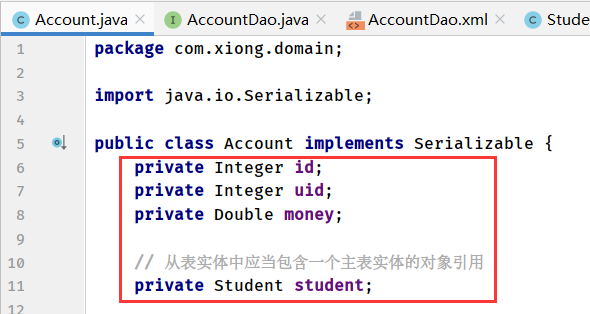 Account.java × AccountDao.java × AccountDao.xml × Stude
1 package com.xiong.domain;
2
3 import java.io.Serializable;
4
5 public class Account implements Serializable {
6 private Integer id;
7 private Integer uid;
8 private Double money;
9
10 // 从表实体中应当包含一个主表实体的对象引用
11 private Student student;
12